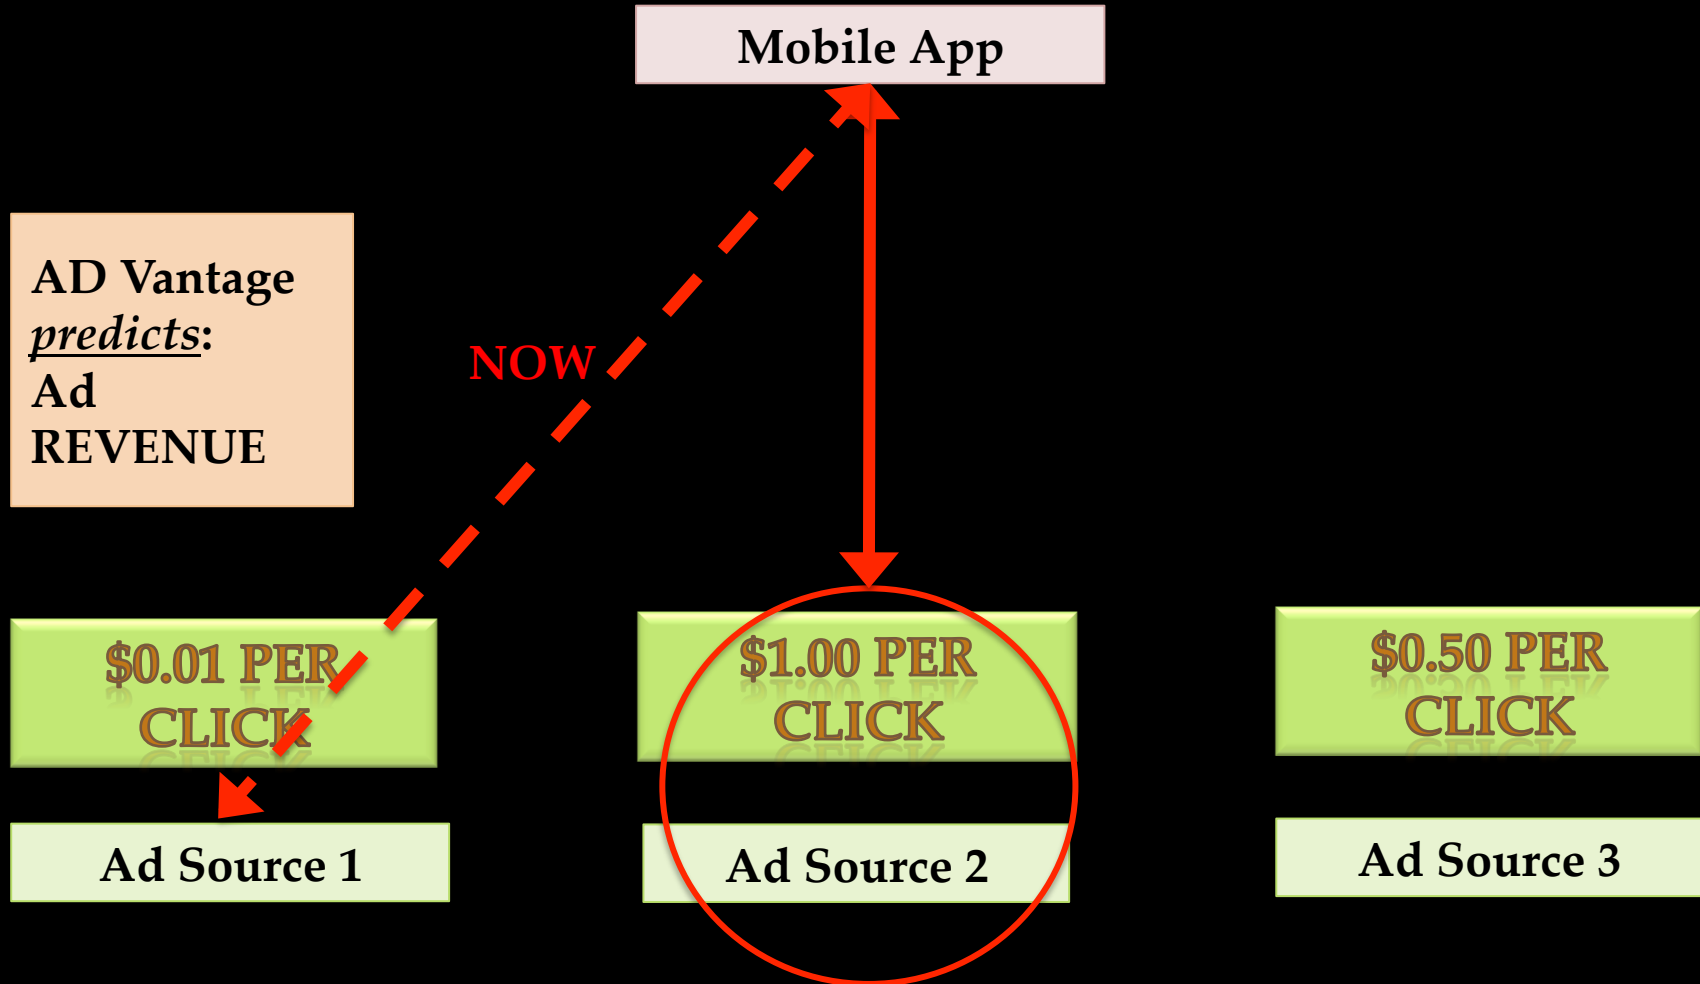 Mobile App
AD Vantage
predicts:
Ad
REVENUE
NOW
$0.01 PER
CLICK
$1.00 PER
CLICK
$0.50 PER
CLICK
Ad Source 1
Ad Source 2
Ad Source 3